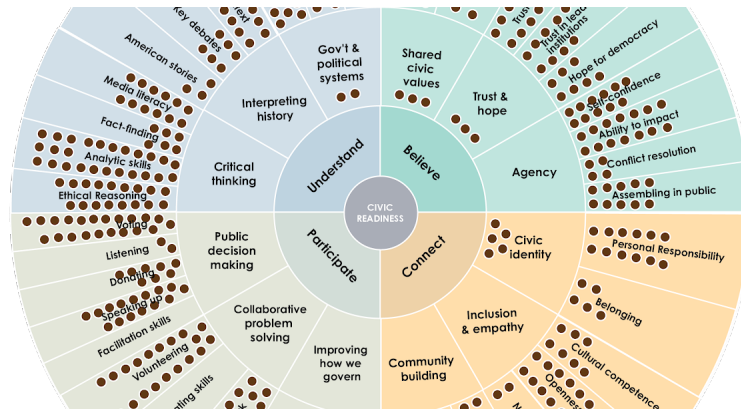 Key debates
American stories
Media literacy
Fact-finding
Analytic skills
Ethical Reasoning
Interpreting
history
Gov't &
political
systems
Critical
thinking
Understand
Shared
civic
values
Trust &
hope
Agency
Believe
Trust in
institutions
Hope for democracy
Self-confidence
Ability to impact
Conflict resolution
Assembling in public
CIVIC
READINESS
Voting
Listening
Donating
Speaking up
Facilitation skills
Volunteering
Public
decision
making
Collaborative
problem
solving
Improving
how we
govern
Participate
Connect
Civic
identity
Inclusion
& empathy
Community
building
Personal Responsibility
Belonging
Cultural competence
Openness